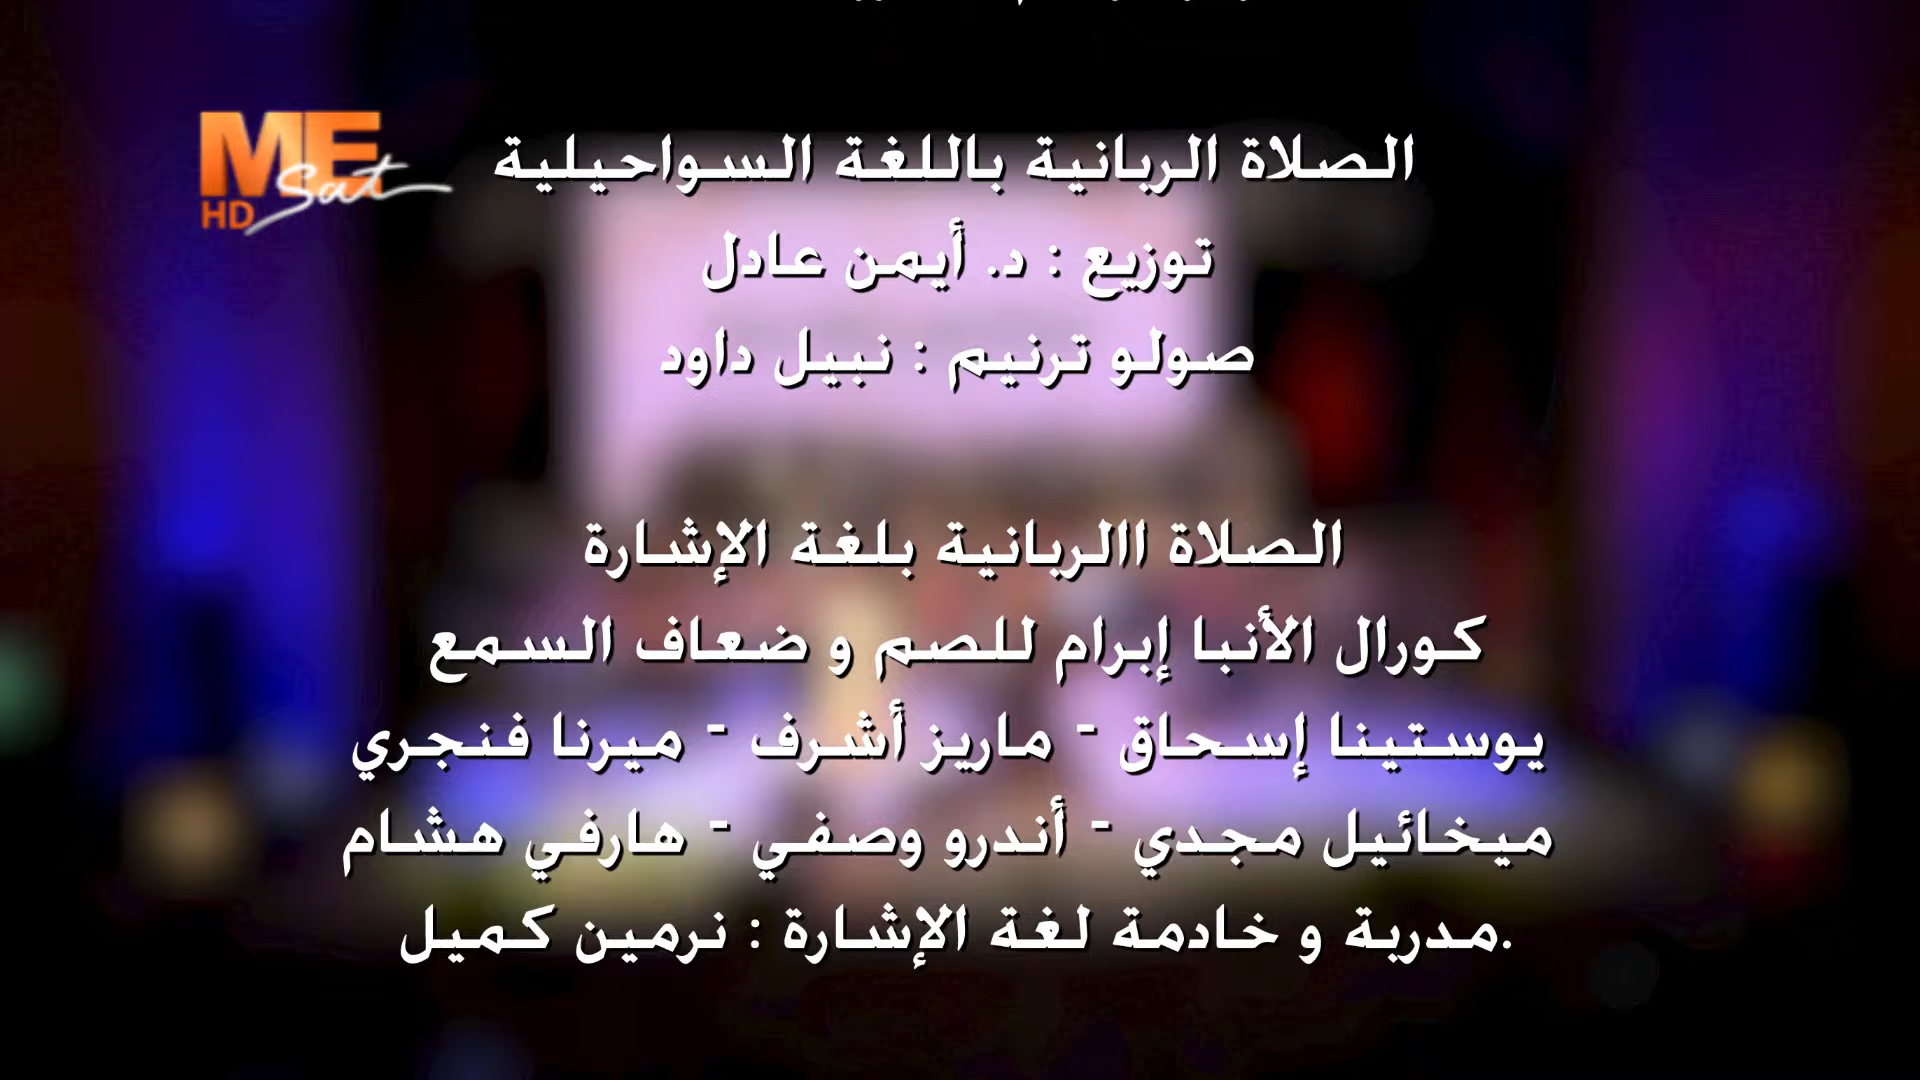 ME
Sat
HD
الصلاة الربانية باللغة السواحيلية
توزيع : د. أيمن عادل
صولو ترنيم : نبيل داود
الصلاة االربانية بلغة الإشارة
كورال الأنبا إبرام للصم و ضعاف السمع
يوستينا إسحاق - ماريز أشرف - ميرنا فنجري
ميخائيل مجدي - أندرو وصفي - هارفي هشام
.مدربة و خادمة لغة الإشارة : نرمين كميل